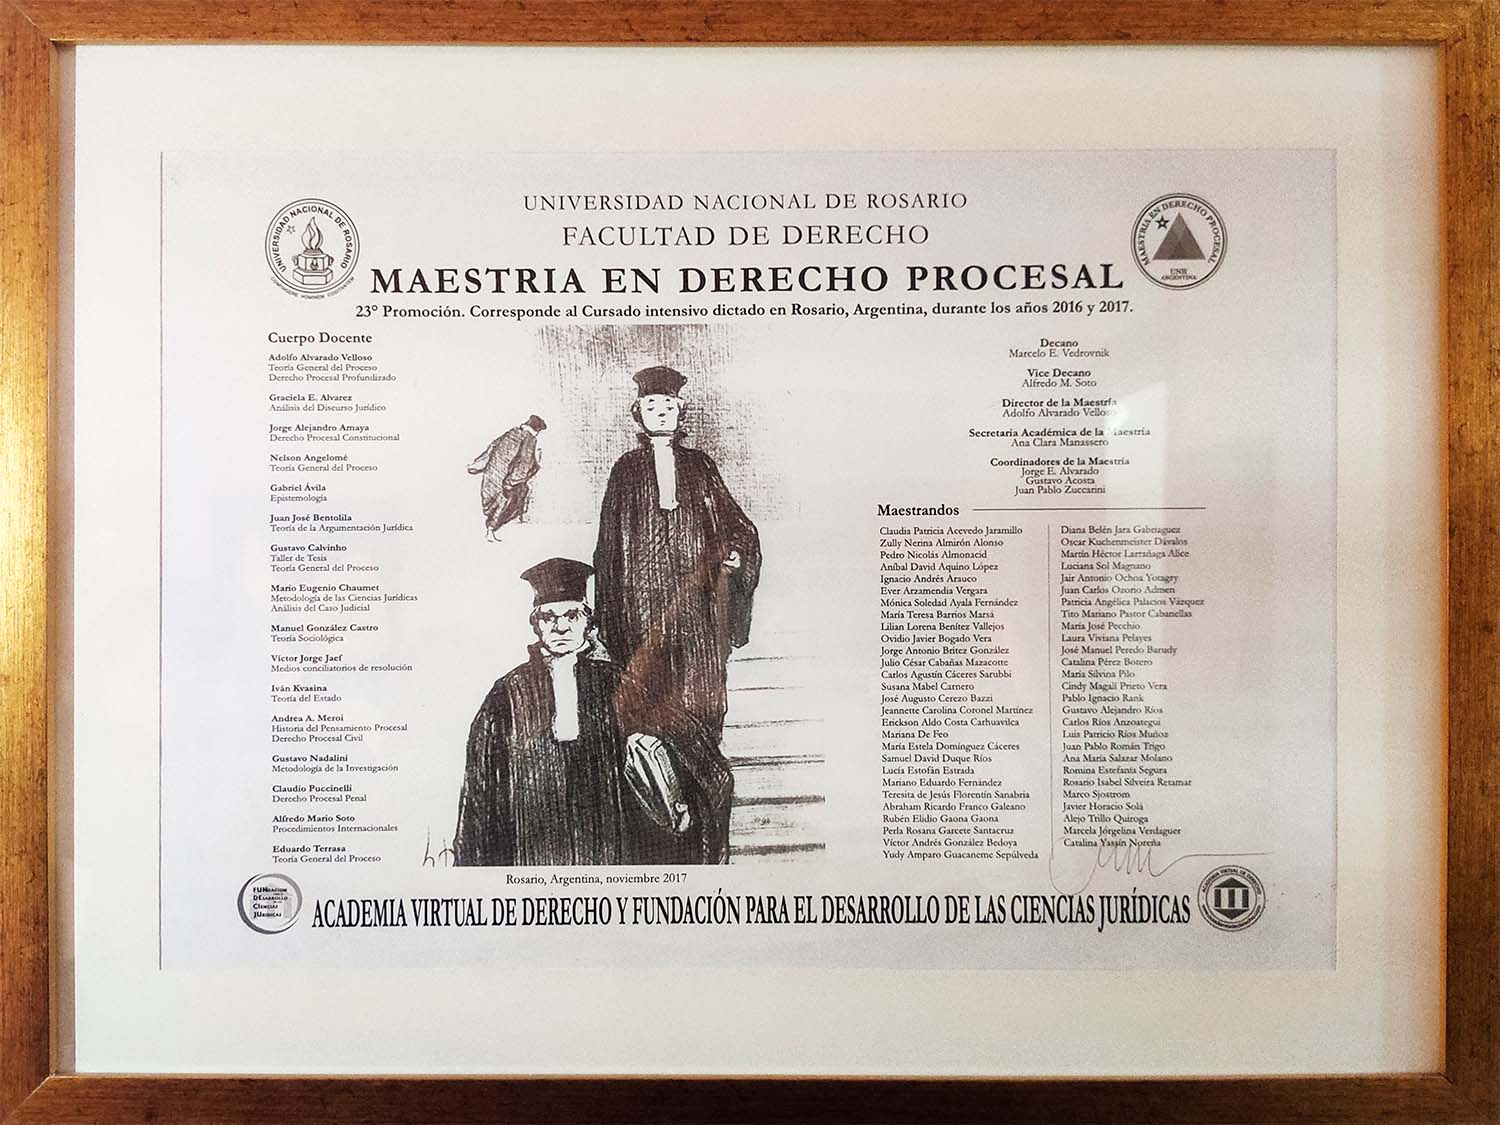 UNIVERSIDAD NACIONAL DE ROSARIO
FACULTAD DE DERECHO
MAESTRIA EN DERECHO PROCESAL
23° Promoción. Corresponde al Cursado intensivo dictado en Rosario, Argentina, durante los años 2016 y 2017.
UNIVERSIDAD NACIONAL DE ROSARIO
MAESTRIA EN DERECHO PROCESAL
UNR
ARGENTINA
Cuerpo Docente
Adolfo Alvarado Velloso
Teoría General del Proceso
Derecho Procesal Profundizado
Graciela E. Alvarez
Análisis del Discurso Jurídico
Jorge Alejandro Amaya
Derecho Procesal Constitucional
Nelson Angelomé
Teoría General del Proceso
Gabriel Ávila
Epistemología
Juan José Bentolila
Teoría de la Argumentación Jurídica
Gustavo Calvinho
Taller de Tesis
Teoría General del Proceso
Mario Eugenio Chaumet
Metodología de las Ciencias Jurídicas
Análisis del Caso Judicial
Manuel González Castro
Teoría Sociológica
Víctor Jorge Jaef
Medios conciliatorios de resolución
Iván Kvasina
Teoría del Estado
Andrea A. Meroi
Historia del Pensamiento Procesal
Derecho Procesal Civil
Gustavo Nadalini
Metodología de la Investigación
Claudio Puccinelli
Derecho Procesal Penal
Alfredo Mario Soto
Procedimientos Internacionales
Eduardo Terrasa
Teoría General del Proceso
Decano
Marcelo E. Vedrovnik
Vice Decano
Alfredo M. Soto
Director de la Maestría
Adolfo Alvarado Velloso
Secretaria Académica de la Maestría
Ana Clara Manassero
Coordinadores de la Maestría
Jorge E. Alvarado
Gustavo Acosta
Juan Pablo Zuccarini
Maestrandos
Claudia Patricia Acevedo Jaramillo
Zully Nerina Almirón Alonso
Pedro Nicolás Almonacid
Aníbal David Aquino López
Ignacio Andrés Arauco
Ever Arzamendia Vergara
Mónica Soledad Ayala Fernández
María Teresa Barrios Marsá
Lilian Lorena Benítez Vallejos
Ovidio Javier Bogado Vera
Jorge Antonio Britez González
Julio César Cabañas Mazacotte
Carlos Agustín Cáceres Sarubbi
Susana Mabel Carnero
José Augusto Cerezo Bazzi
Jeannette Carolina Coronel Martínez
Erickson Aldo Costa Carhuavilca
Mariana De Feo
María Estela Domínguez Cáceres
Samuel David Duque Ríos
Lucía Estofán Estrada
Mariano Eduardo Fernández
Teresita de Jesús Florentín Sanabria
Abraham Ricardo Franco Galeano
Rubén Elidio Gaona Gaona
Perla Rosana Garcete Santacruz
Víctor Andrés González Bedoya
Yudy Amparo Guacaneme Sepúlveda
Diana Belén Jara
Oscar Kuchenmeister Dávalos
Martín Héctor Larrañaga Alice
Luciana Sol Magnano
Jair Antonio Ochoa Yotagry
Juan Carlos Ozorio Admen
Patricia Angélica Palacios Vázquez
Tito Mariano Pastor Cabanellas
María José Pecchio
Laura Viviana Pelayes
José Manuel Peredo Barudy
Catalina Pérez Botero
María Silvina Pilo
Cindy Magalí Prieto Vera
Pablo Ignacio Rank
Gustavo Alejandro Ríos
Carlos Ríos Anzoategui
Luis Patricio Ríos Muñoz
Juan Pablo Román Trigo
Ana María Salazar Molano
Romina Estefanía Segura
Rosario Isabel Silveira Retamar
Marco Sjostrom
Javier Horacio Solá
Alejo Trillo Quiroga
Marcela Jorgelina Verdaguer
Catalina Yassín Noreña
Rosario, Argentina, noviembre 2017
FUNDACION
DESARROLLO
CIENCIAS
JURIDICAS
ACADEMIA VIRTUAL DE DERECHO Y FUNDACIÓN PARA EL DESARROLLO DE LAS CIENCIAS JURÍDICAS
ACADEMIA VIRTUAL DE DERECHO